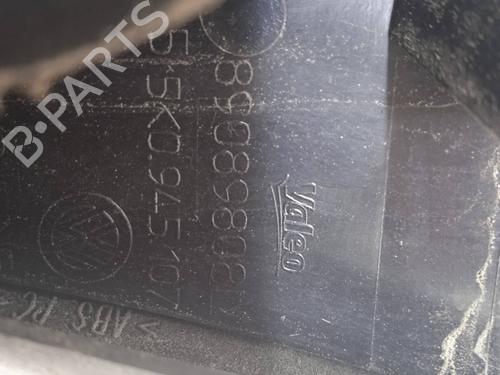 B-PARTS
89089808
5K0.945.107
Valeo
>ABS PC